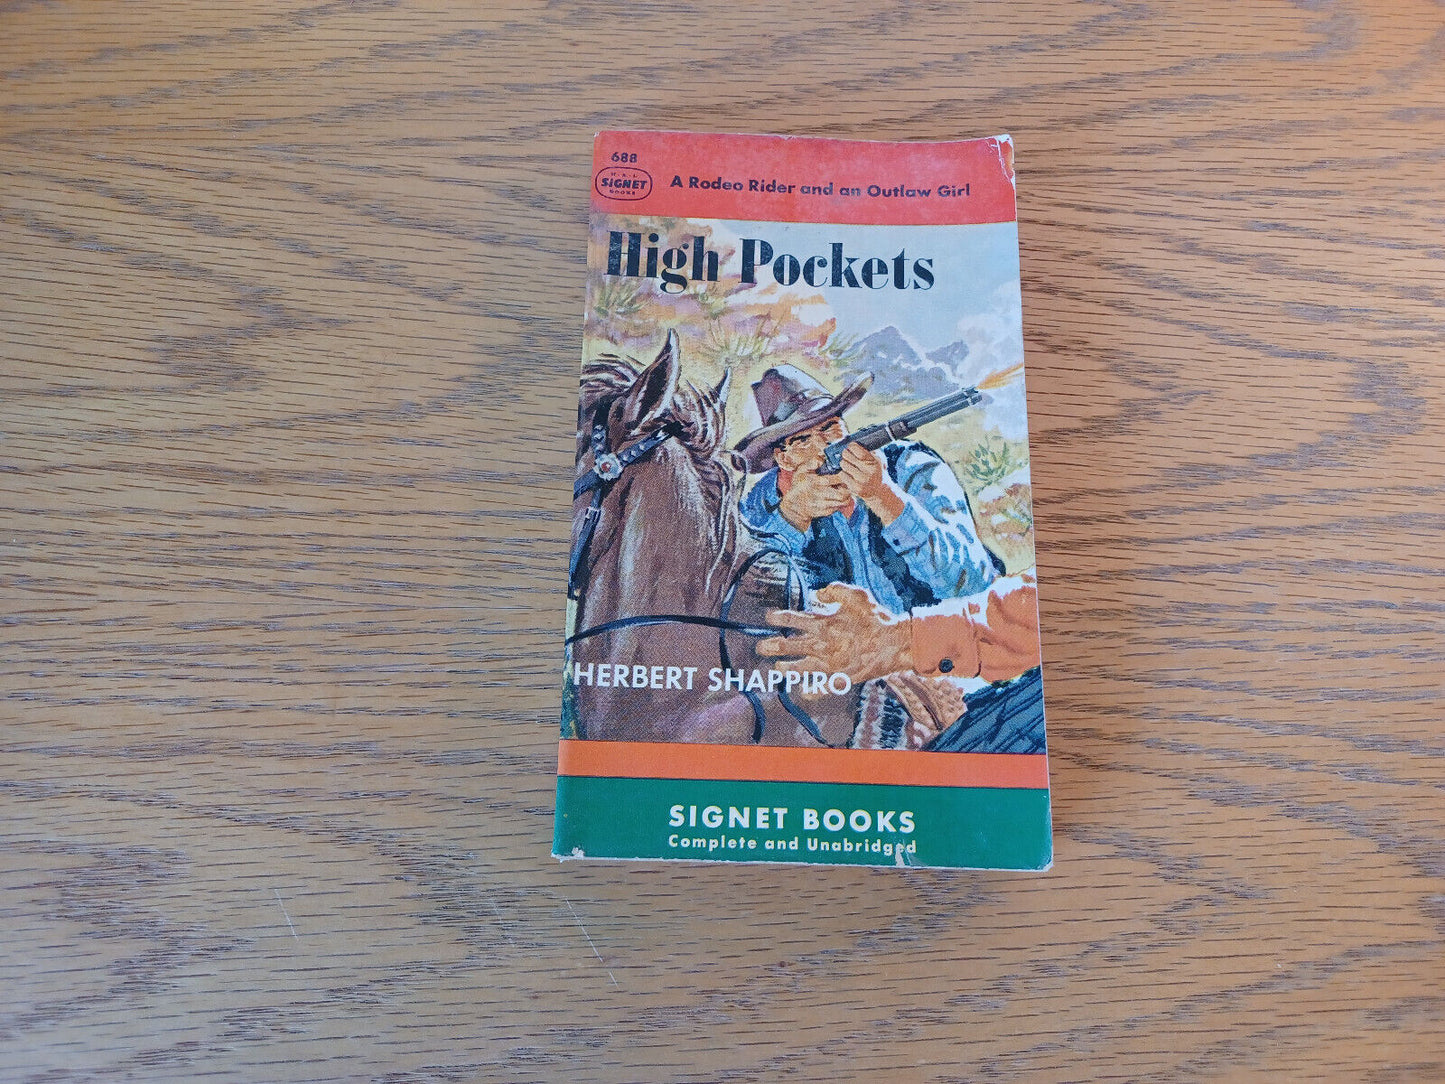 688
N.A.L.
SIGNET
BOOKS
A Rodeo Rider and an Outlaw Girl
High Pockets
HERBERT SHAPPIRO
SIGNET BOOKS
Complete and Unabridged